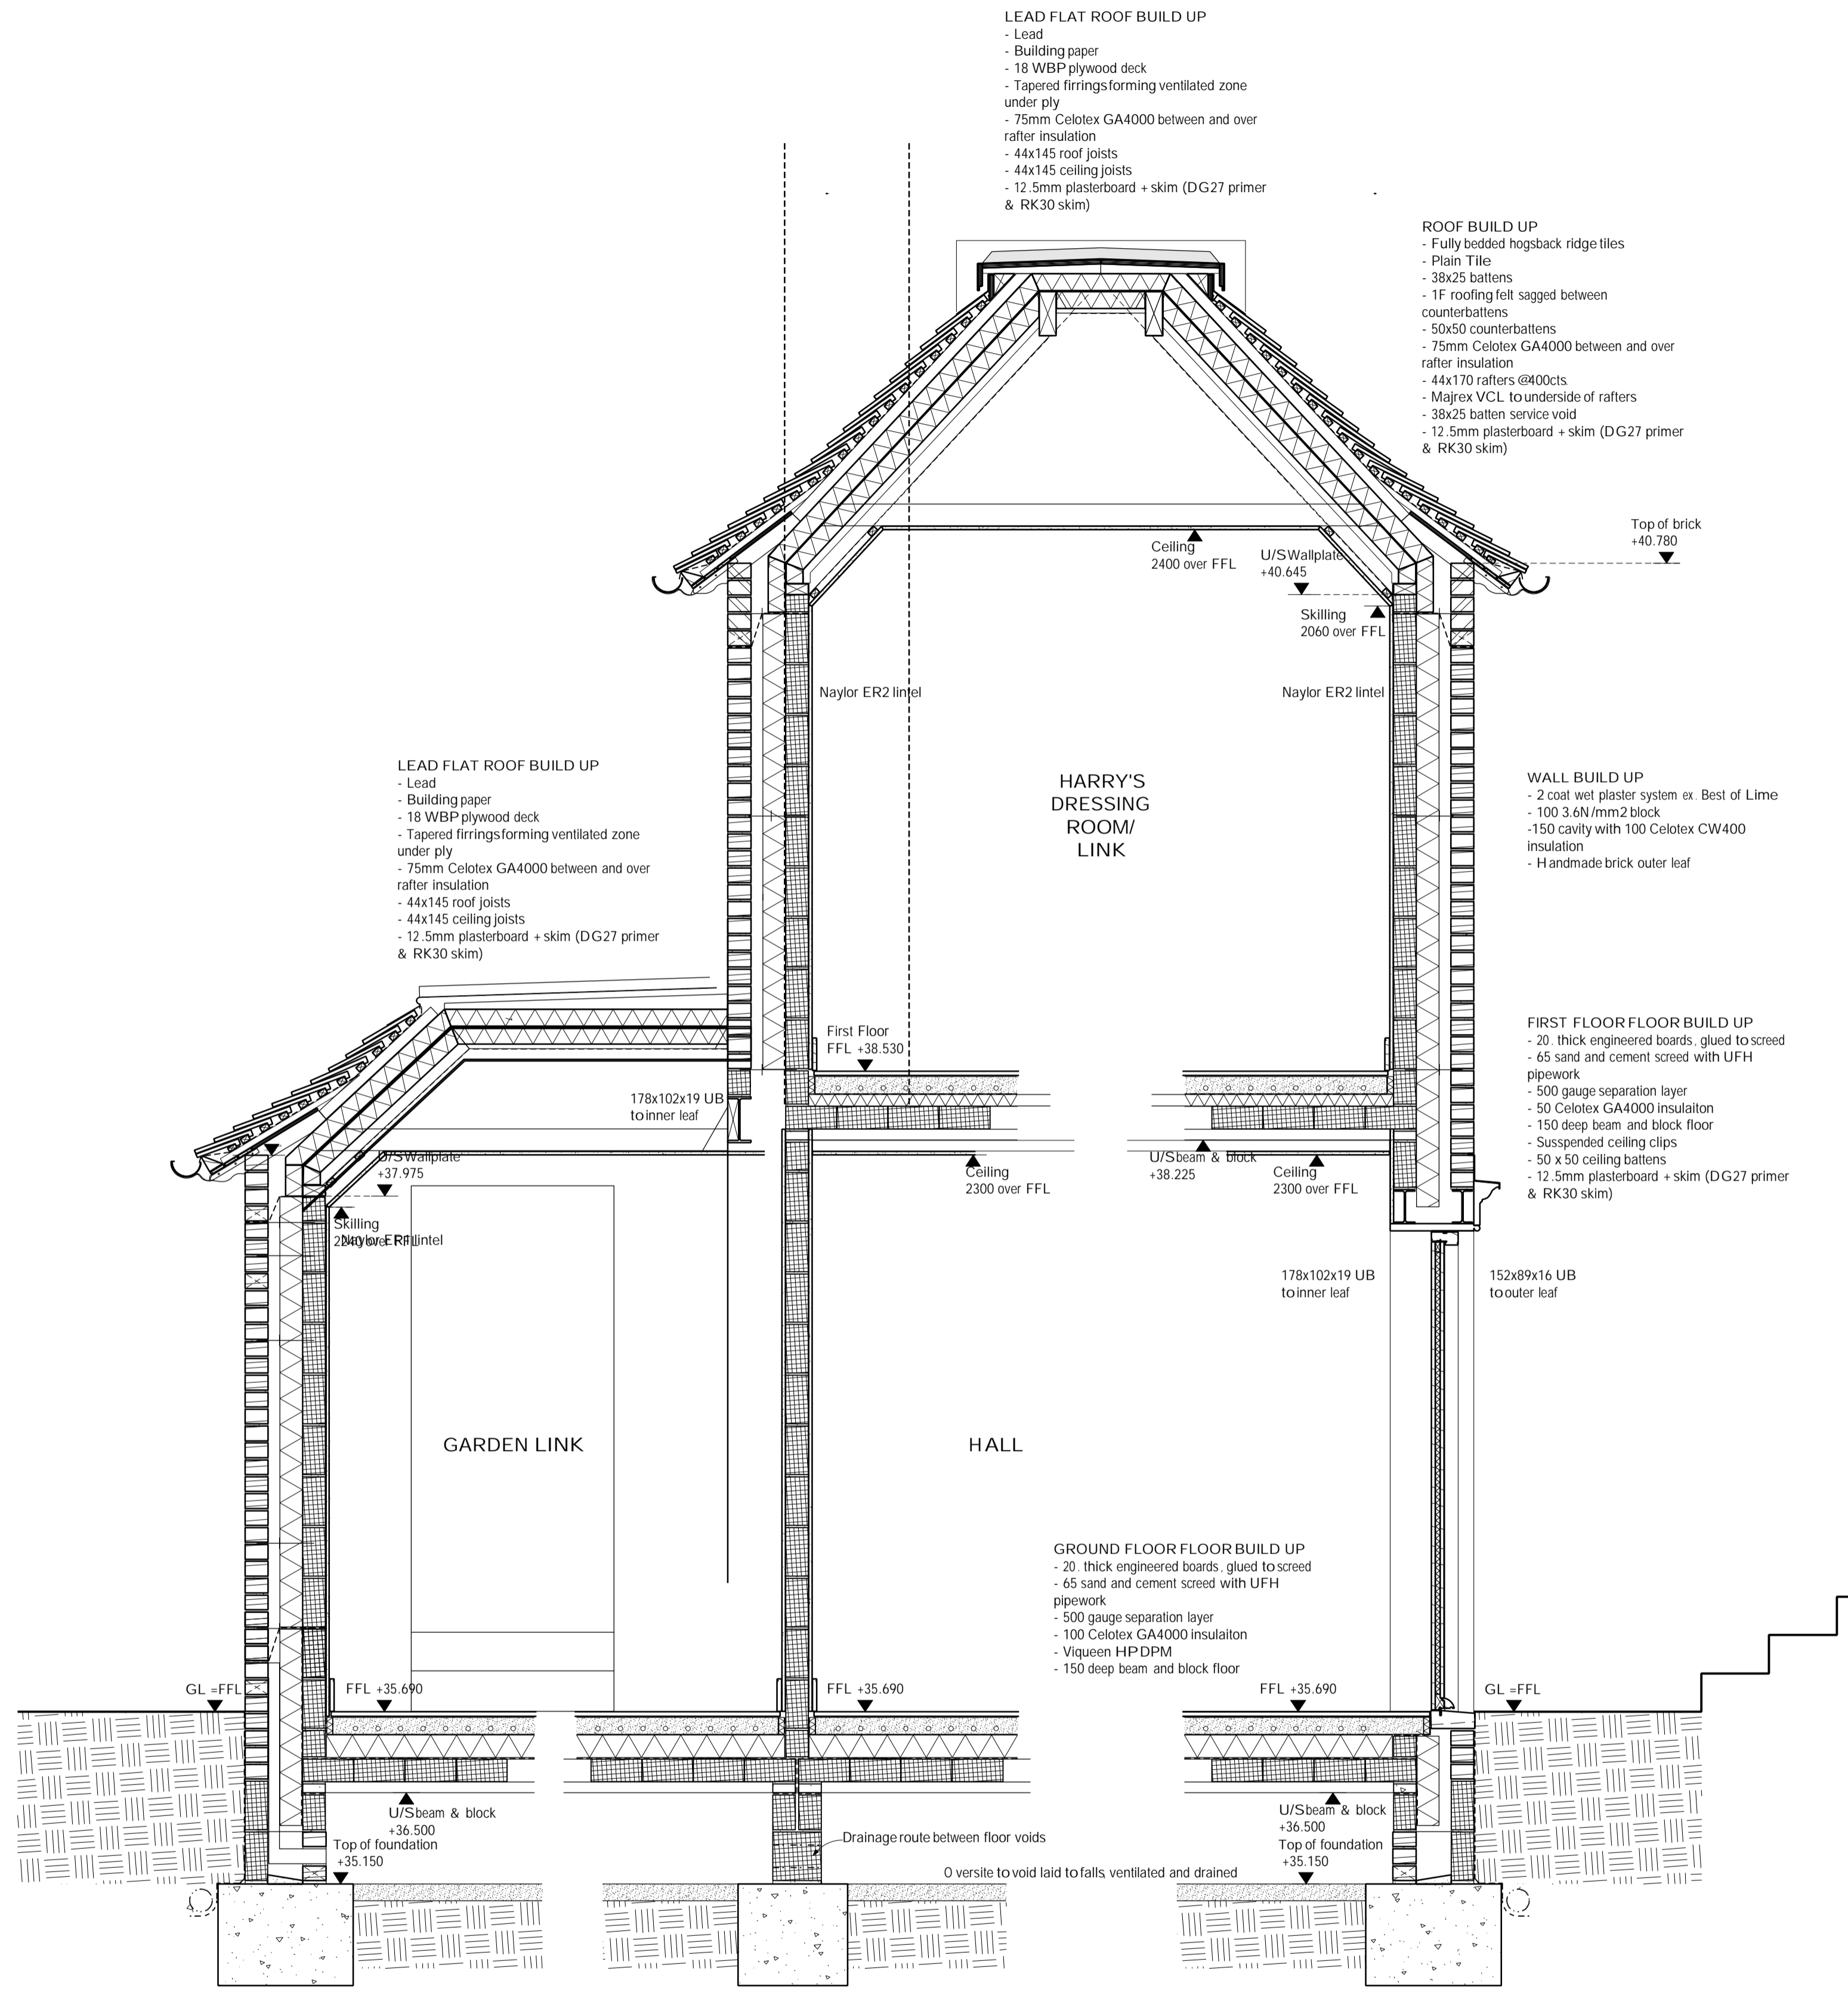 LEAD FLAT ROOF BUILD UP
- Lead
- Building paper
- 18 WBP plywood deck
- Tapered firrings forming ventilated zone
under ply
- 75mm Celotex GA4000 between and over
rafter insulation
- 44x145 roof joists
- 44x145 ceiling joists
- 12.5mm plasterboard + skim (DG27 primer
& RK30 skim)
ROOF BUILD UP
- Fully bedded hogsback ridge tiles
- Plain Tile
- 38x25 battens
- 1F roofing felt sagged between
counterbattens
- 50x50 counterbattens
- 75mm Celotex GA4000 between and over
rafter insulation
- 44x170 rafters @400cts.
- Majrex VCL to underside of rafters
- 38x25 batten service void
- 12.5mm plasterboard + skim (DG27 primer
& RK30 skim)
Top of brick
+40.780
Ceiling
2400 over FFL
U/S Wallplate
+40.645
Skilling
2060 over FFL
Naylor ER2 lintel
Naylor ER2 lintel
HARRY'S
DRESSING
ROOM/
LINK
LEAD FLAT ROOF BUILD UP
- Lead
- Building paper
- 18 WBP plywood deck
- Tapered firrings forming ventilated zone
under ply
- 75mm Celotex GA4000 between and over
rafter insulation
- 44x145 roof joists
- 44x145 ceiling joists
- 12.5mm plasterboard + skim (DG27 primer
& RK30 skim)
WALL BUILD UP
- 2 coat wet plaster system ex. Best of Lime
- 100 3.6N/mm2 block
-150 cavity with 100 Celotex CW400
insulation
- Handmade brick outer leaf
First Floor
FFL +38.530
FIRST FLOOR FLOOR BUILD UP
- 20. thick engineered boards, glued to screed
- 65 sand and cement screed with UFH
pipework
- 500 gauge separation layer
- 50 Celotex GA4000 insulaiton
- 150 deep beam and block floor
- Susspended ceiling clips
- 50 x 50 ceiling battens
- 12.5mm plasterboard + skim (DG27 primer
& RK30 skim)
178x102x19 UB
to inner leaf
U/S Wallplate
+37.975
Ceiling
2300 over FFL
U/S beam & block
+38.225
Ceiling
2300 over FFL
Skilling
2240 over FFL
Naylor ER1 lintel
178x102x19 UB
to inner leaf
152x89x16 UB
to outer leaf
GARDEN LINK
HALL
GROUND FLOOR FLOOR BUILD UP
- 20. thick engineered boards, glued to screed
- 65 sand and cement screed with UFH
pipework
- 500 gauge separation layer
- 100 Celotex GA4000 insulaiton
- Viqueen HP DPM
- 150 deep beam and block floor
GL =FFL
FFL +35.690
FFL +35.690
FFL +35.690
GL =FFL
U/S beam & block
+36.500
Top of foundation
+35.150
Drainage route between floor voids
Oversite to void laid to falls, ventilated and drained
U/S beam & block
+36.500
Top of foundation
+35.150